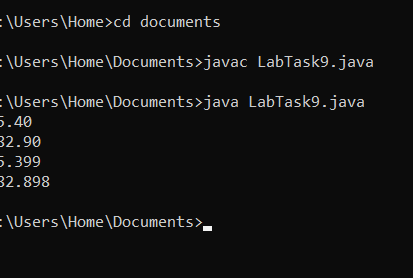 :\Users\Home>cd documents
:\Users\Home\Documents>javac LabTask9.java
:\Users\Home\Documents>java LabTask9.java
5.40
32.90
5.399
32.898
:\Users\Home\Documents>